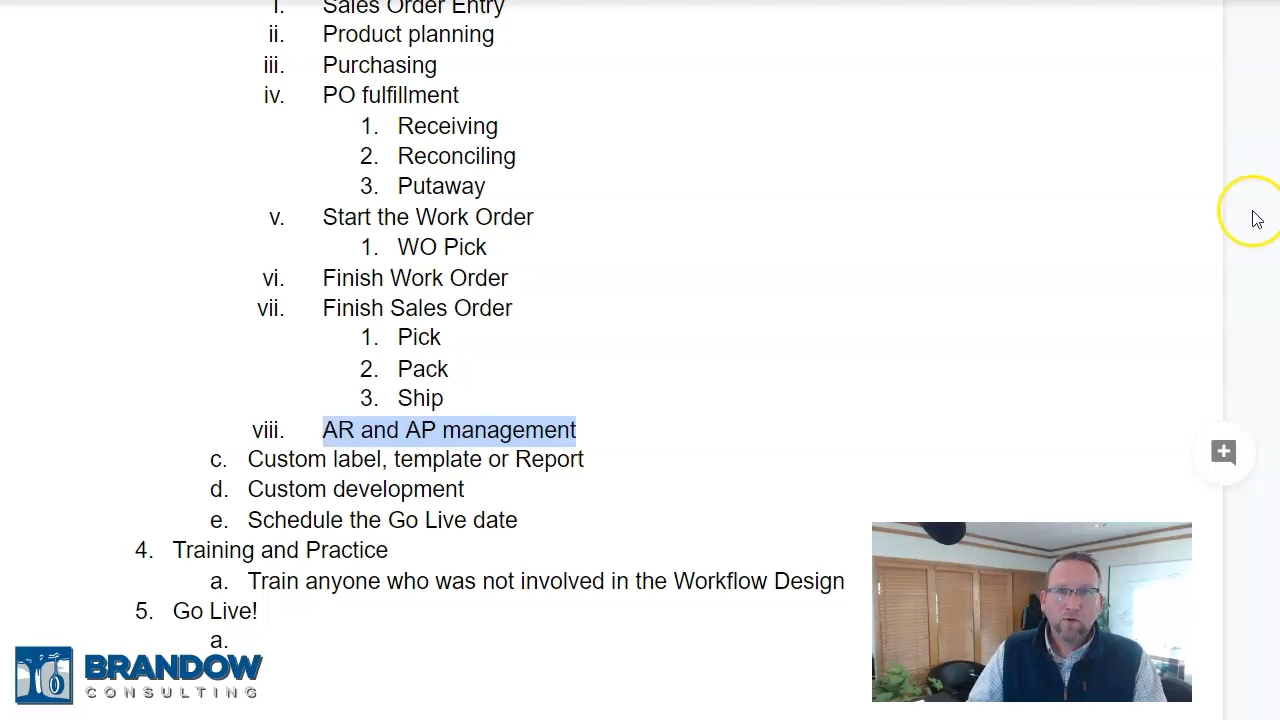 i. Sales Order Entry
ii. Product planning
iii. Purchasing
iv. PO fulfillment
1. Receiving
2. Reconciling
3. Putaway
v. Start the Work Order
1. WO Pick
vi. Finish Work Order
vii. Finish Sales Order
1. Pick
2. Pack
3. Ship
viii. AR and AP management
c. Custom label, template or Report
d. Custom development
e. Schedule the Go Live date
4. Training and Practice
a. Train anyone who was not involved in the Workflow Design
5. Go Live!
a.
BRANDOW
CONSULTING